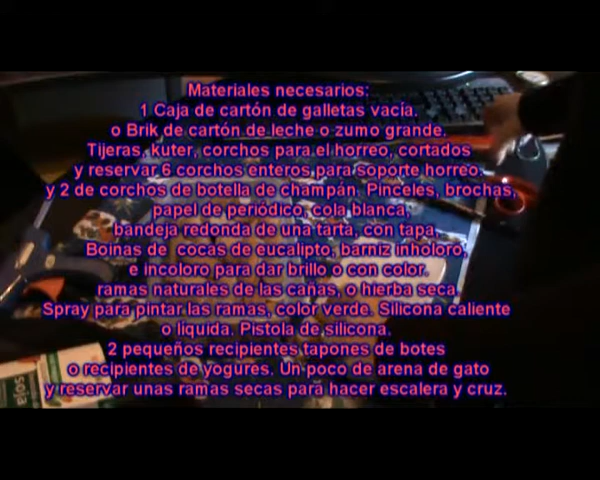 Materiales necesarios:
1 Caja de cartón de galletas vacía.
o Brik de cartón de leche o zumo grande.
Tijeras, kuter, corchos para el horreo, cortados
y reservar 6 corchos enteros para soporte horreo.
y 2 de corchos de botella de champán. Pinceles, brochas,
papel de periódico, cola blanca,
bandeja redonda de una tarta, con tapa.
Boinas de  cocas de eucalipto, barniz inholoro,
e incoloro para dar brillo o con color.
ramas naturales de las cañas, o hierba seca.
Spray para pintar las ramas, color verde. Silicona caliente
o liquida. Pistola de silicona.
2 pequeños recipientes tapones de botes
o recipientes de yogures. Un poco de arena de gato
y reservar unas ramas secas para hacer escalera y cruz.
soja